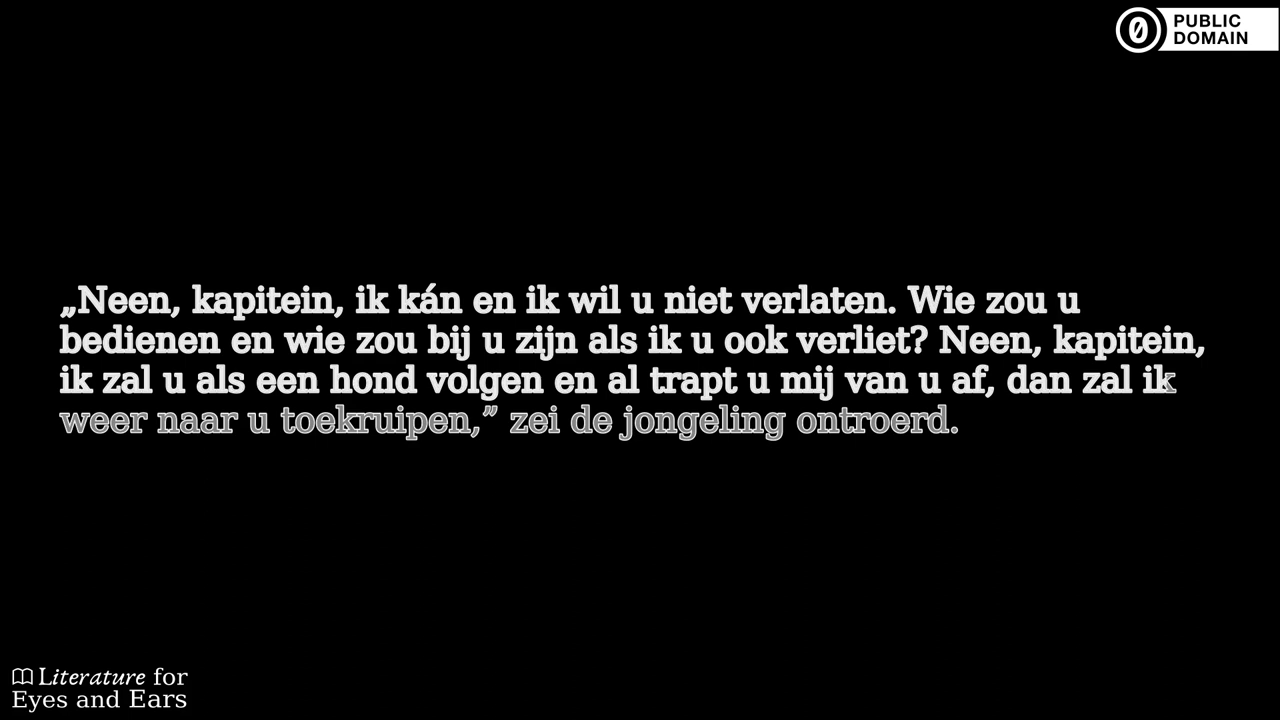 PUBLIC
DOMAIN
„Neen, kapitein, ik kán en ik wil u niet verlaten. Wie zou u
bedienen en wie zou bij u zijn als ik u ook verliet? Neen, kapitein,
ik zal u als een hond volgen en al trapt u mij van u af, dan zal ik
weer naar u toekruipen,” zei de jongeling ontroerd.
Literature for
Eyes and Ears